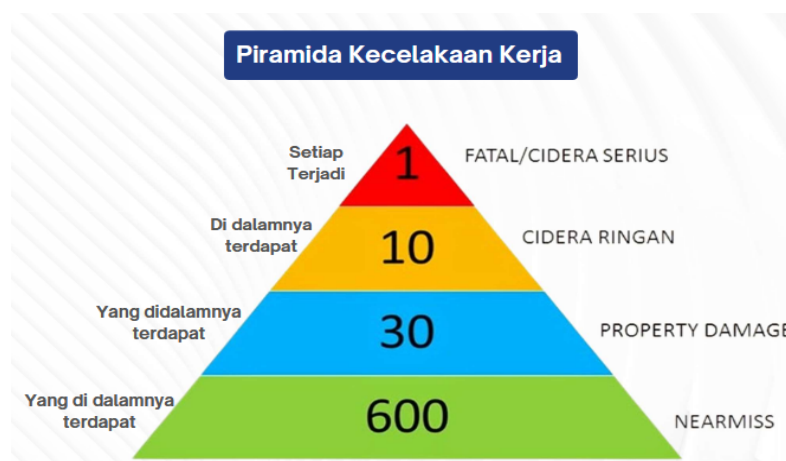 Piramida Kecelakaan Kerja
Setiap
Terjadi
1
FATAL/CIDERA SERIUS
Di dalamnya
terdapat
10
CIDERA RINGAN
Yang didalamnya
terdapat
30
PROPERTY DAMAGE
Yang di dalamnya
terdapat
600
NEARMISS